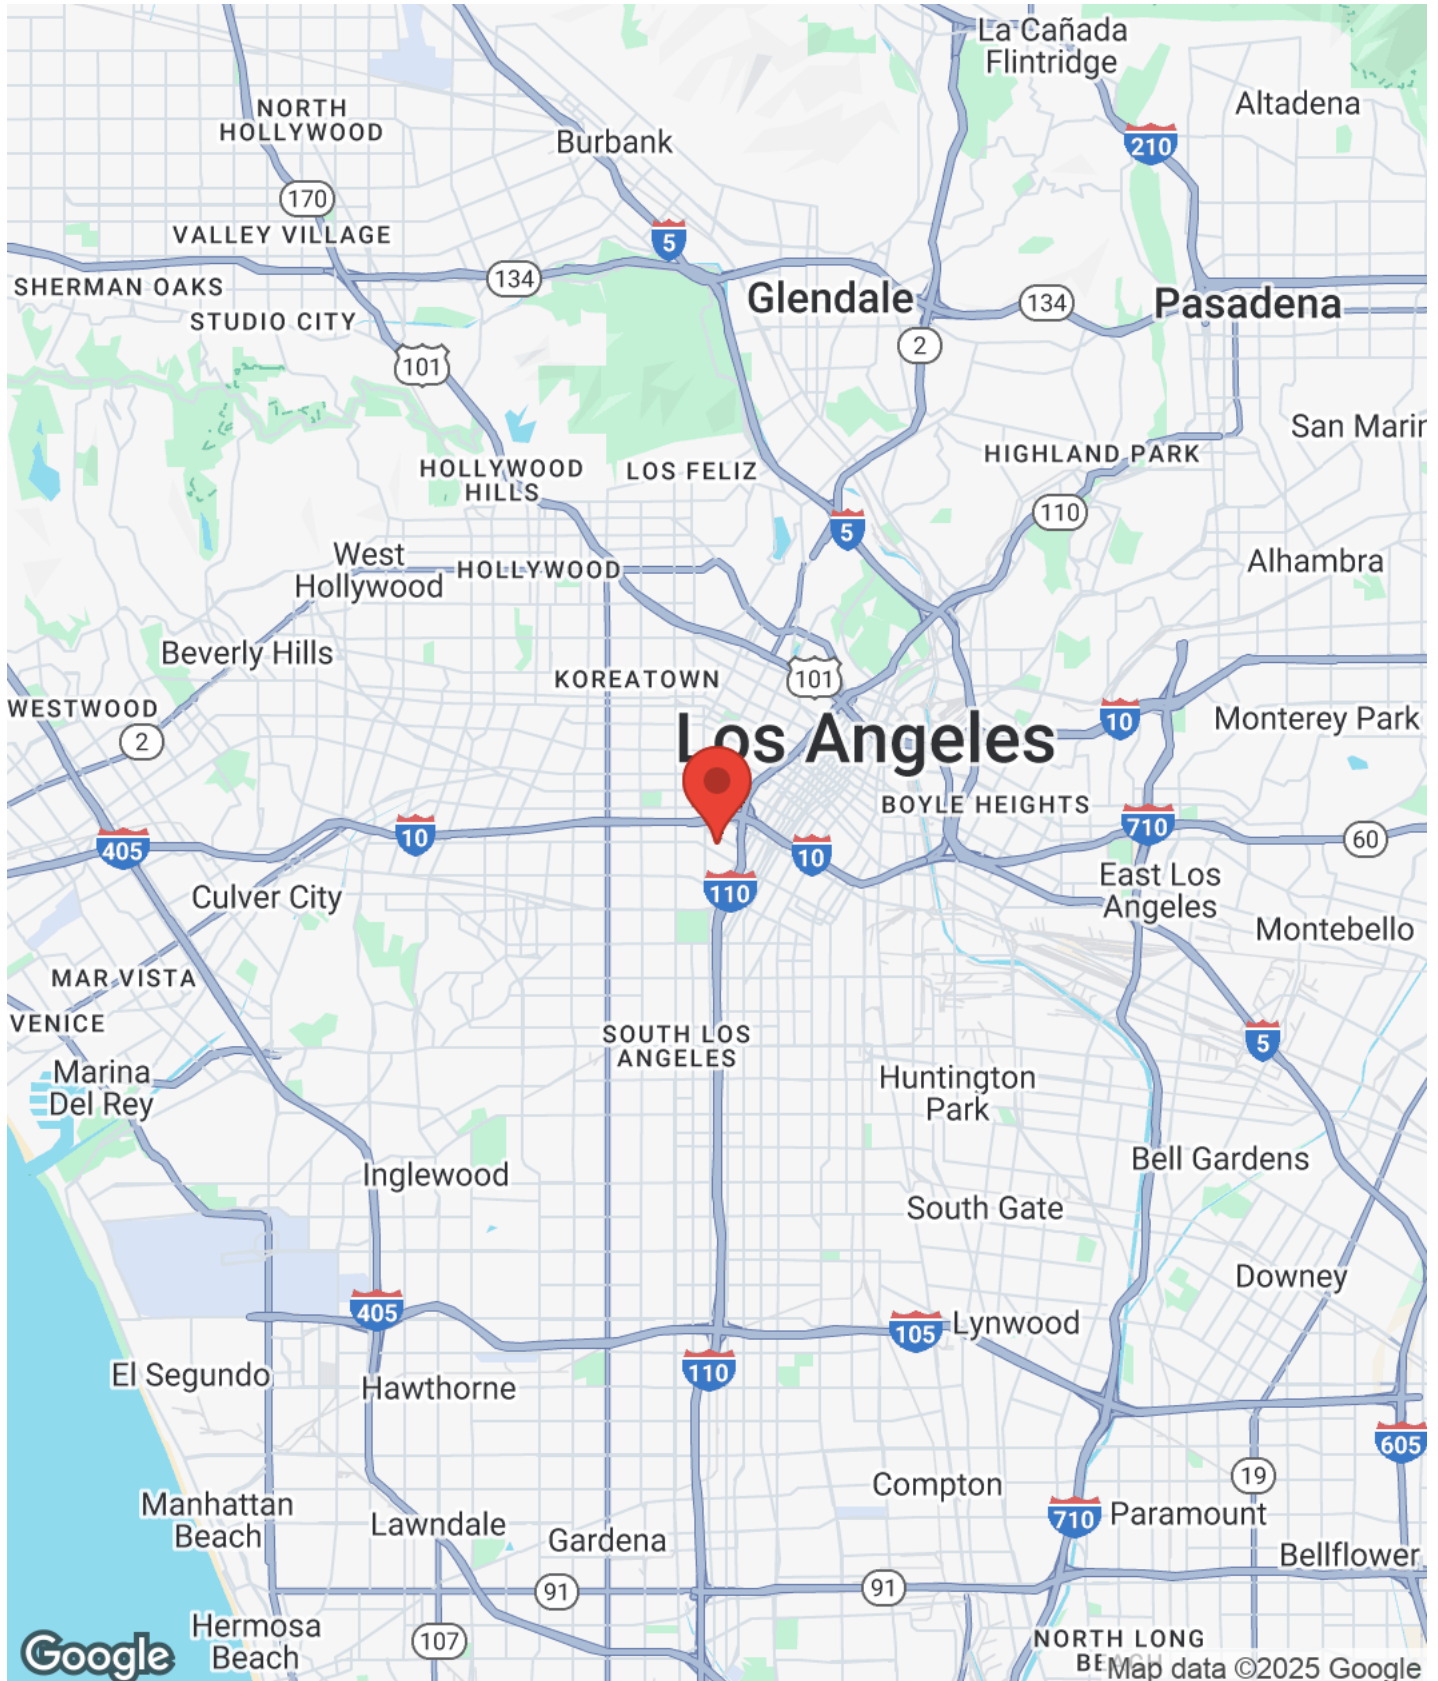 La Cañada
Flintridge
Altadena
NORTH
HOLLYWOOD
Burbank
210
170
VALLEY VILLAGE
5
134
SHERMAN OAKS
Glendale
134
Pasadena
STUDIO CITY
2
101
San Marin
HIGHLAND PARK
HOLLYWOOD
HILLS
LOS FELIZ
110
5
West
Hollywood
HOLLYWOOD
Alhambra
Beverly Hills
KOREATOWN
101
WESTWOOD
2
Los Angeles
10
Monterey Park
BOYLE HEIGHTS
710
60
405
10
10
East Los
Angeles
110
Culver City
Montebello
MAR VISTA
VENICE
SOUTH LOS
ANGELES
5
Marina
Del Rey
Huntington
Park
Bell Gardens
Inglewood
South Gate
Downey
405
105
Lynwood
El Segundo
110
Hawthorne
605
Compton
19
Manhattan
Beach
710
Paramount
Lawndale
Gardena
Bellflower
91
91
Hermosa
Beach
107
NORTH LONG
BEACH
Google
Map data ©2025 Google